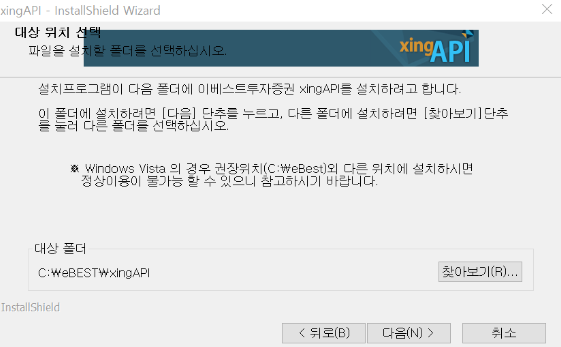 xingAPI - InstallShield Wizard
대상 위치 선택
파일을 설치할 폴더를 선택하십시오.
xingAPI
설치프로그램이 다음 폴더에 이베스트투자증권 xingAPI를 설치하려고 합니다.
이 폴더에 설치하려면 [다음] 단추를 누르고, 다른 폴더에 설치하려면 [찾아보기]단추
를 눌러 다른 폴더를 선택하십시오.
※ Windows Vista 의 경우 권장위치(C:\eBest)외 다른 위치에 설치하시면
정상이용이 불가능 할 수 있으니 참고하시기 바랍니다.
대상 폴더
C:\eBEST\xingAPI
찾아보기(R)...
InstallShield
< 뒤로(B) 다음(N) > 취소